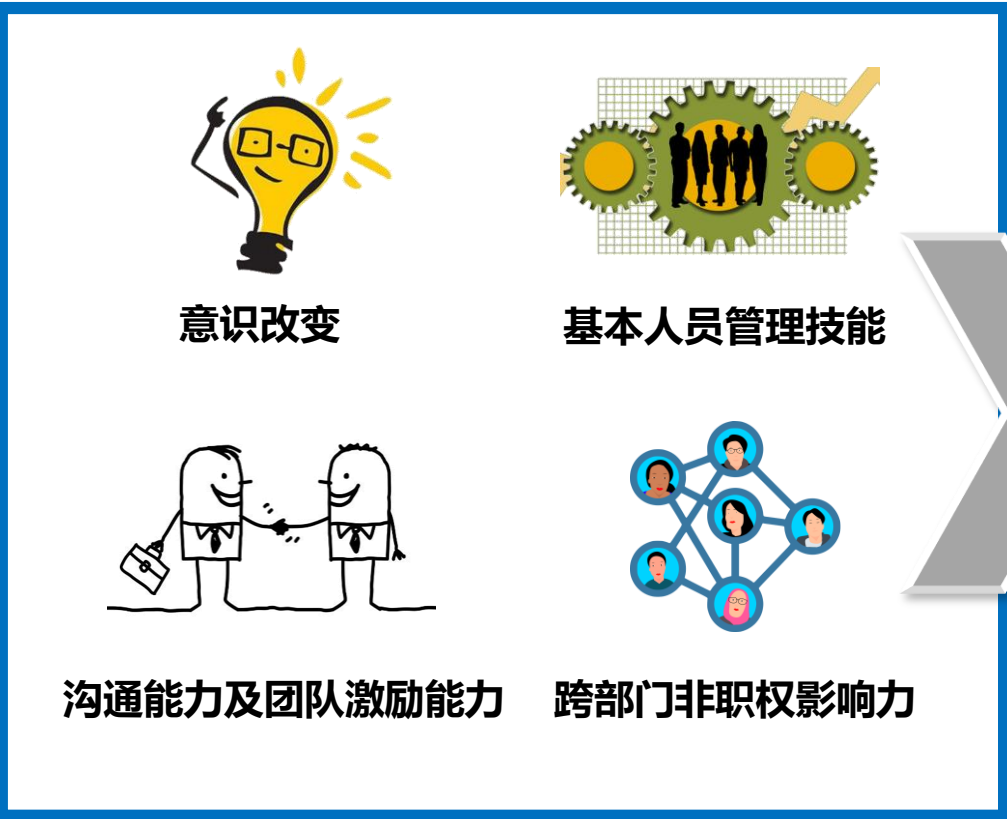 意识改变
基本人员管理技能
沟通能力及团队激励能力
跨部门非职权影响力